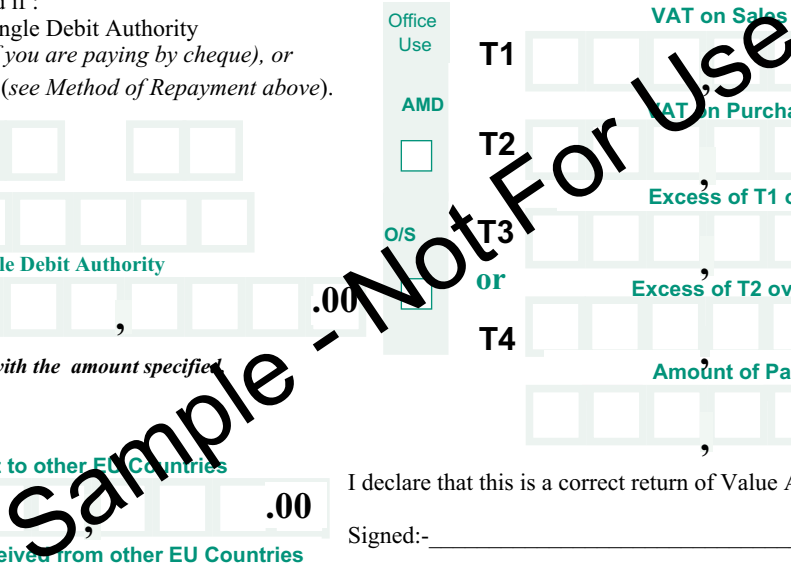 ngle Debit Authority
you are paying by cheque), or
(see Method of Repayment above).
le Debit Authority
, .00
with the amount specified.
to other EU Countries
, .00
eived from other EU Countries
Office
Use
AMD
O/S
VAT on Sales
T1
,
VAT on Purcha
T2
,
Excess of T1 o
T3
,
or
Excess of T2 ov
T4
,
Amount of Pa
,
I declare that this is a correct return of Value A
Signed:-
Sample - Not For Use